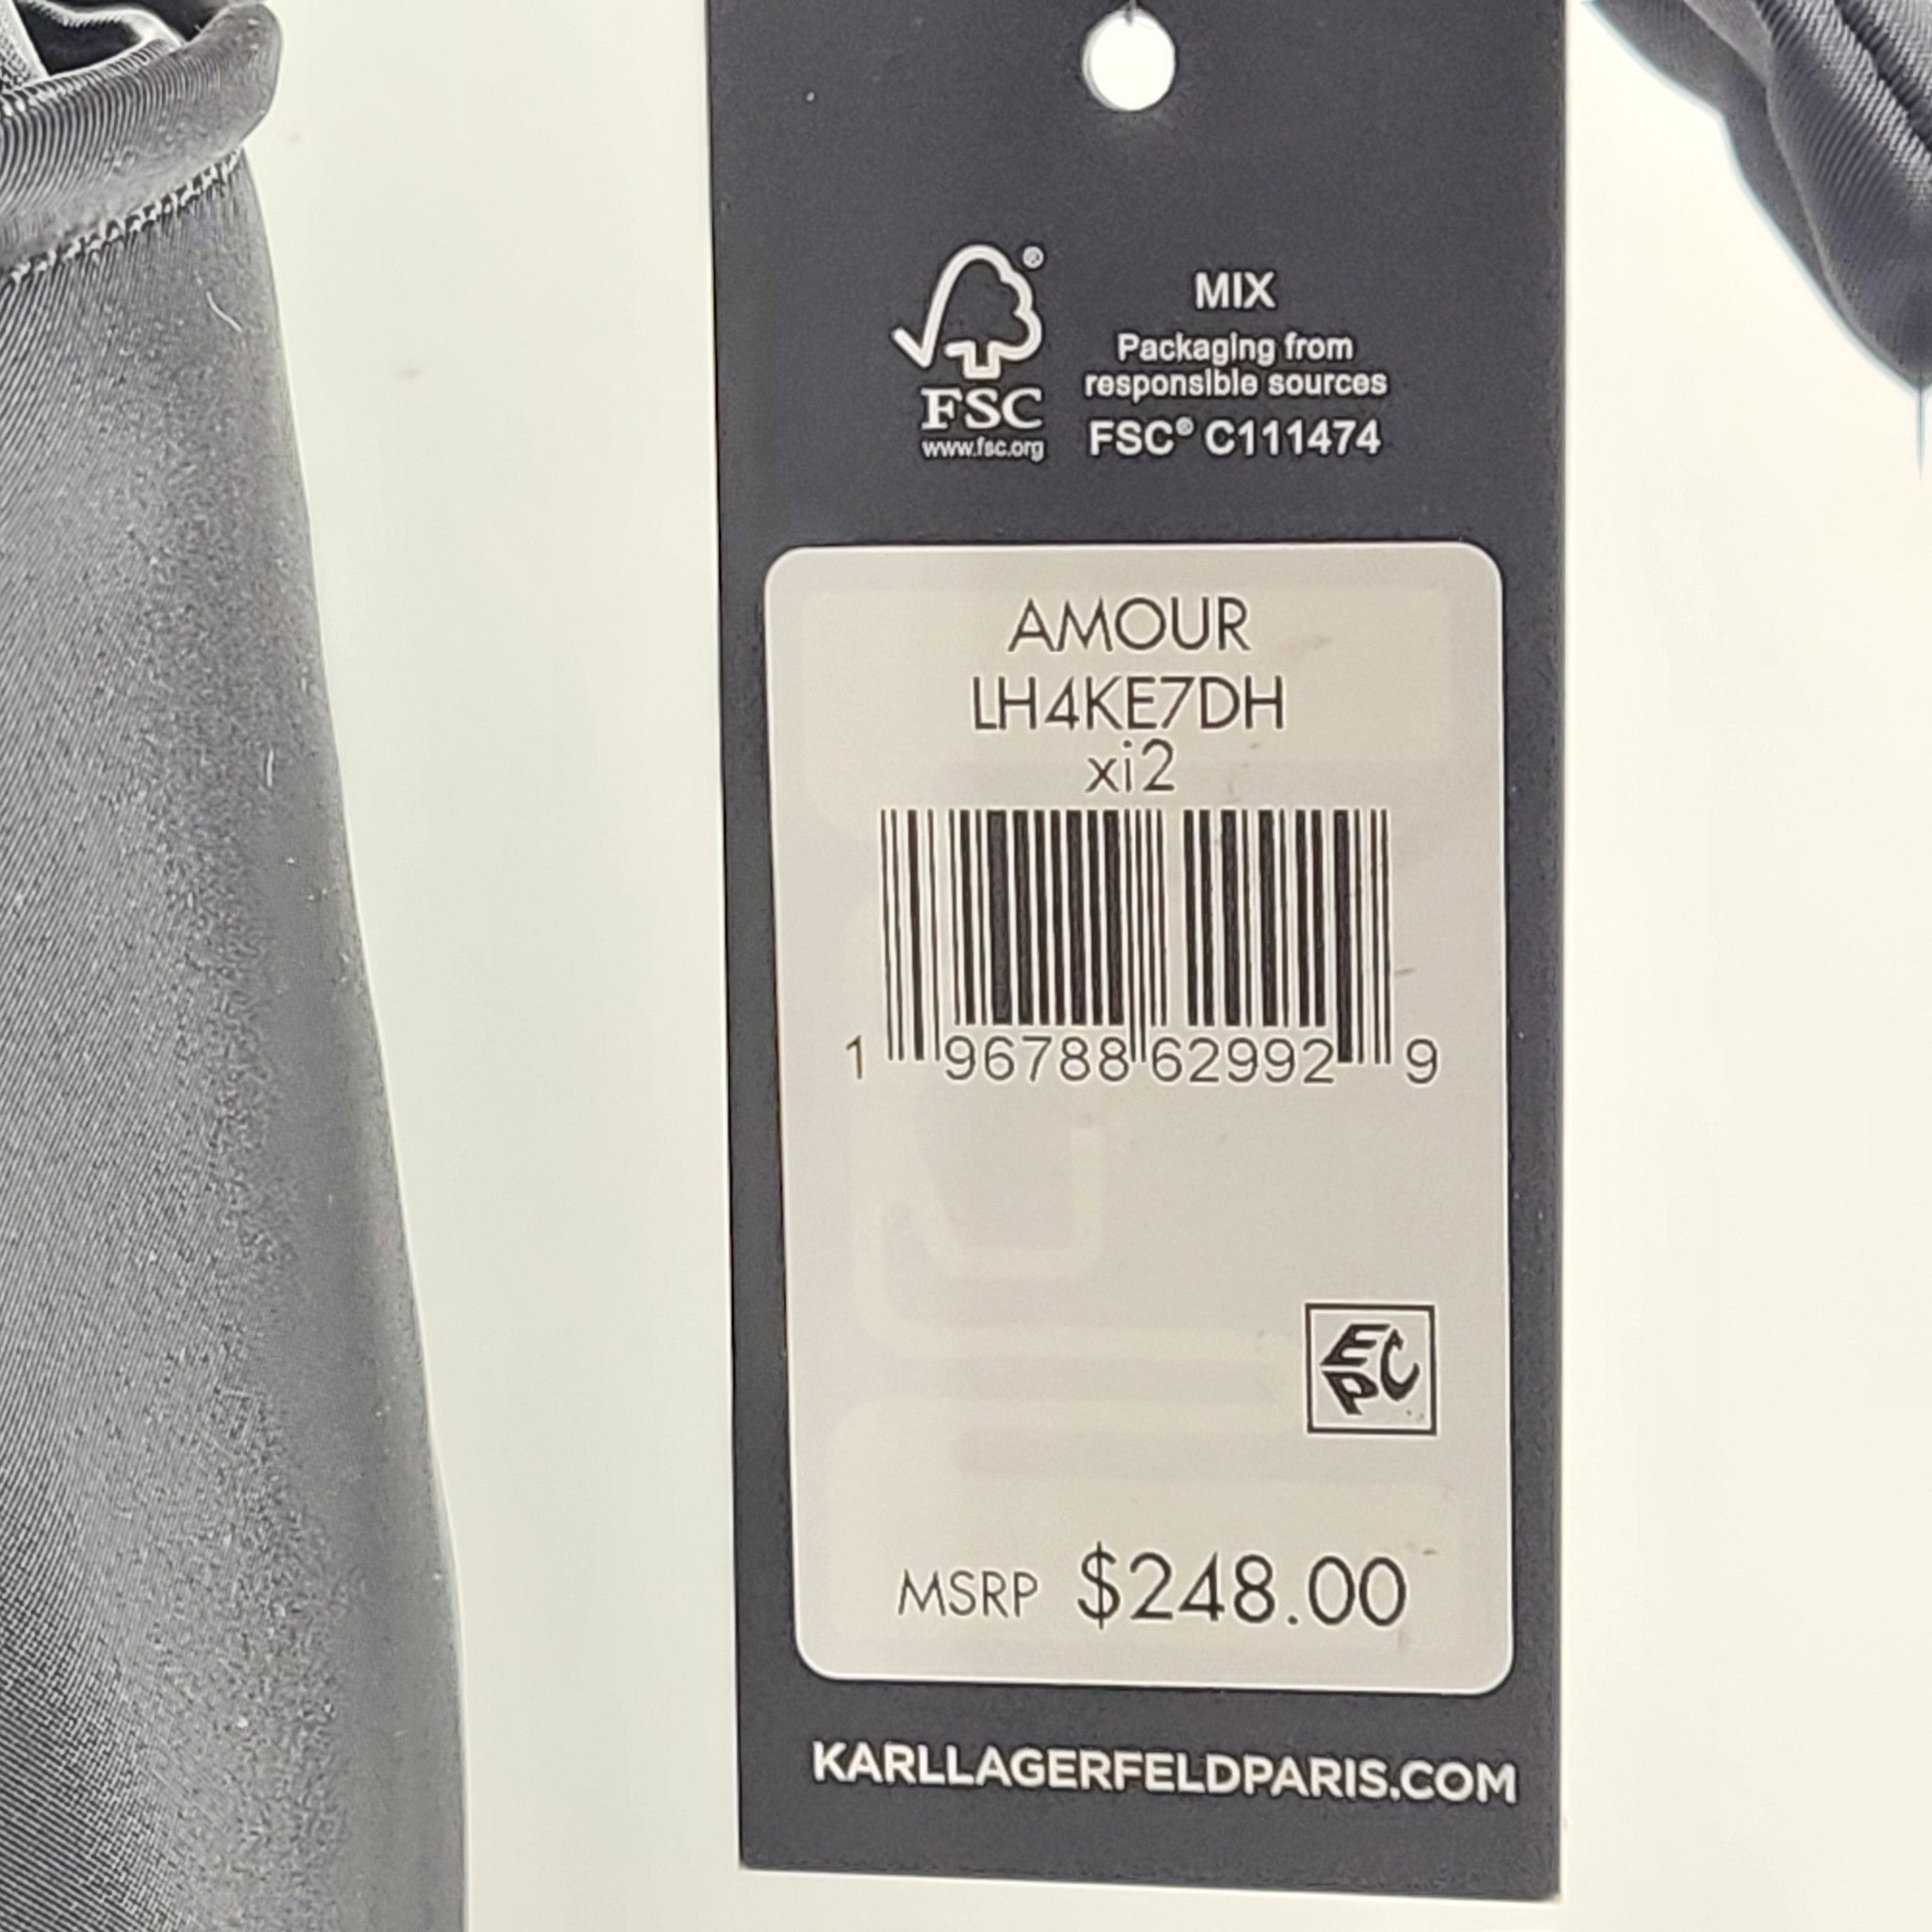 MIX
Packaging from
responsible sources
FSC® C111474
®
FSC
www.fsc.org
AMOUR
LH4KE7DH
xi2
1 96788 62992 9
EPC
MSRP $248.00
KARLLAGERFELDPARIS.COM